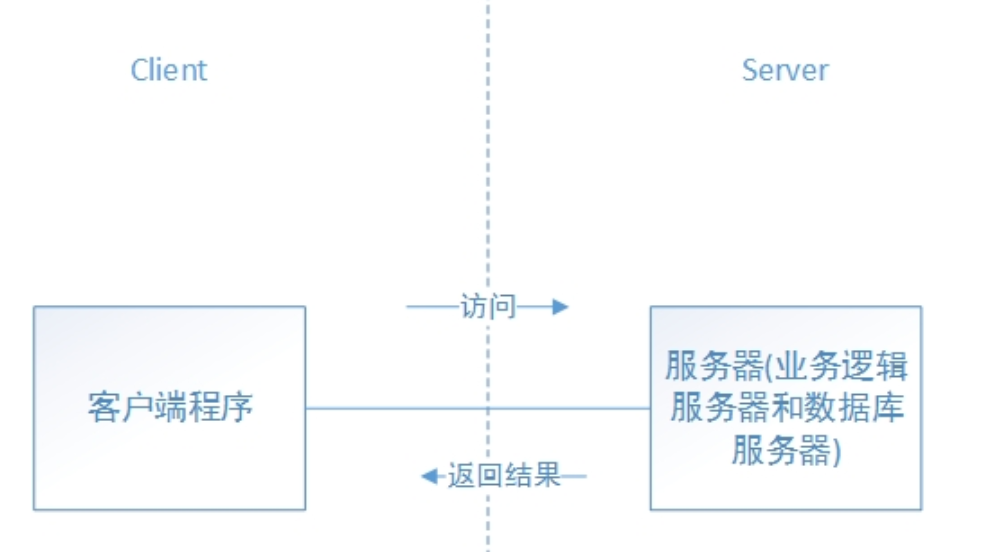 Client
Server
访问
客户端程序
服务器(业务逻辑
服务器和数据库
服务器)
返回结果